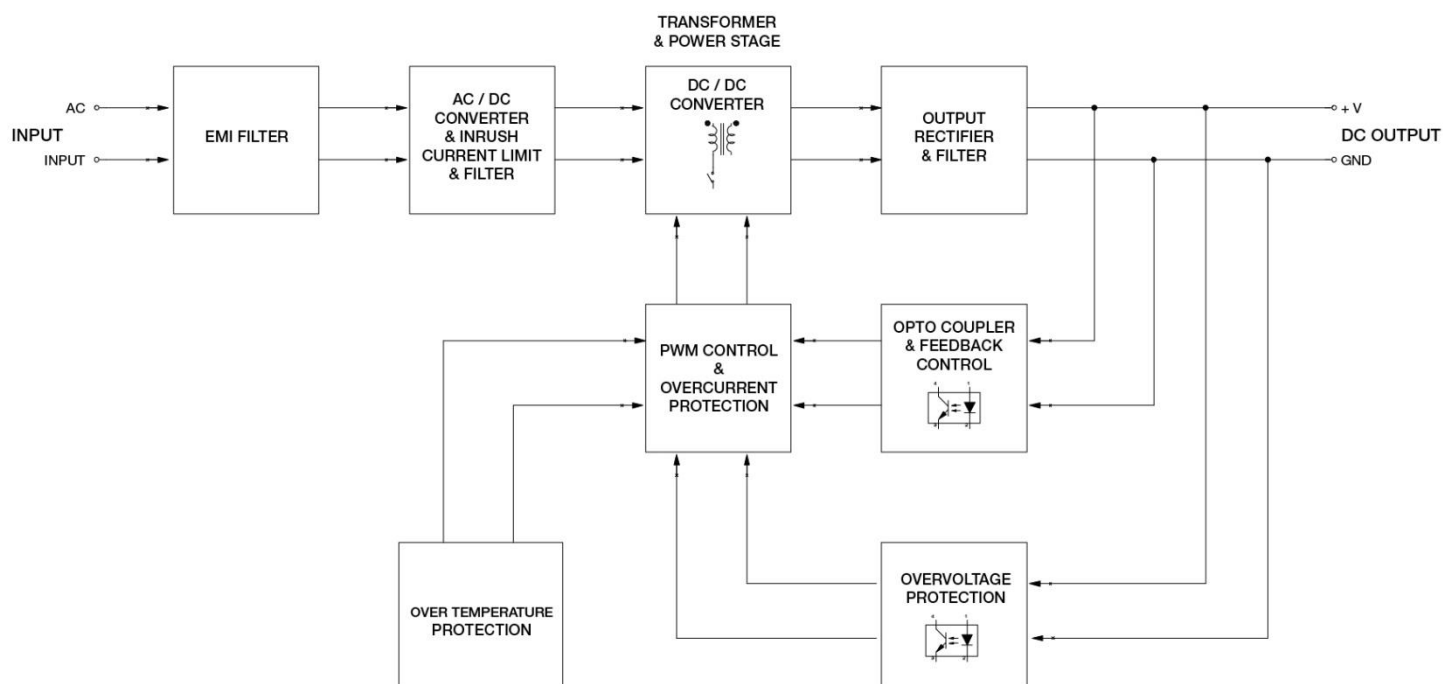 TRANSFORMER
& POWER STAGE
INPUT
AC
INPUT
EMI FILTER
AC / DC
CONVERTER
& INRUSH
CURRENT LIMIT
& FILTER
DC / DC
CONVERTER
OUTPUT
RECTIFIER
& FILTER
+ V
DC OUTPUT
GND
PWM CONTROL
&
OVERCURRENT
PROTECTION
OPTO COUPLER
& FEEDBACK
CONTROL
OVER TEMPERATURE
PROTECTION
OVERVOLTAGE
PROTECTION